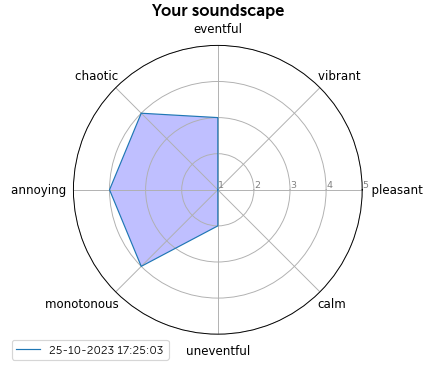 Your soundscape
eventful
chaotic
vibrant
annoying
1
2
3
4
5
pleasant
monotonous
calm
25-10-2023 17:25:03
uneventful